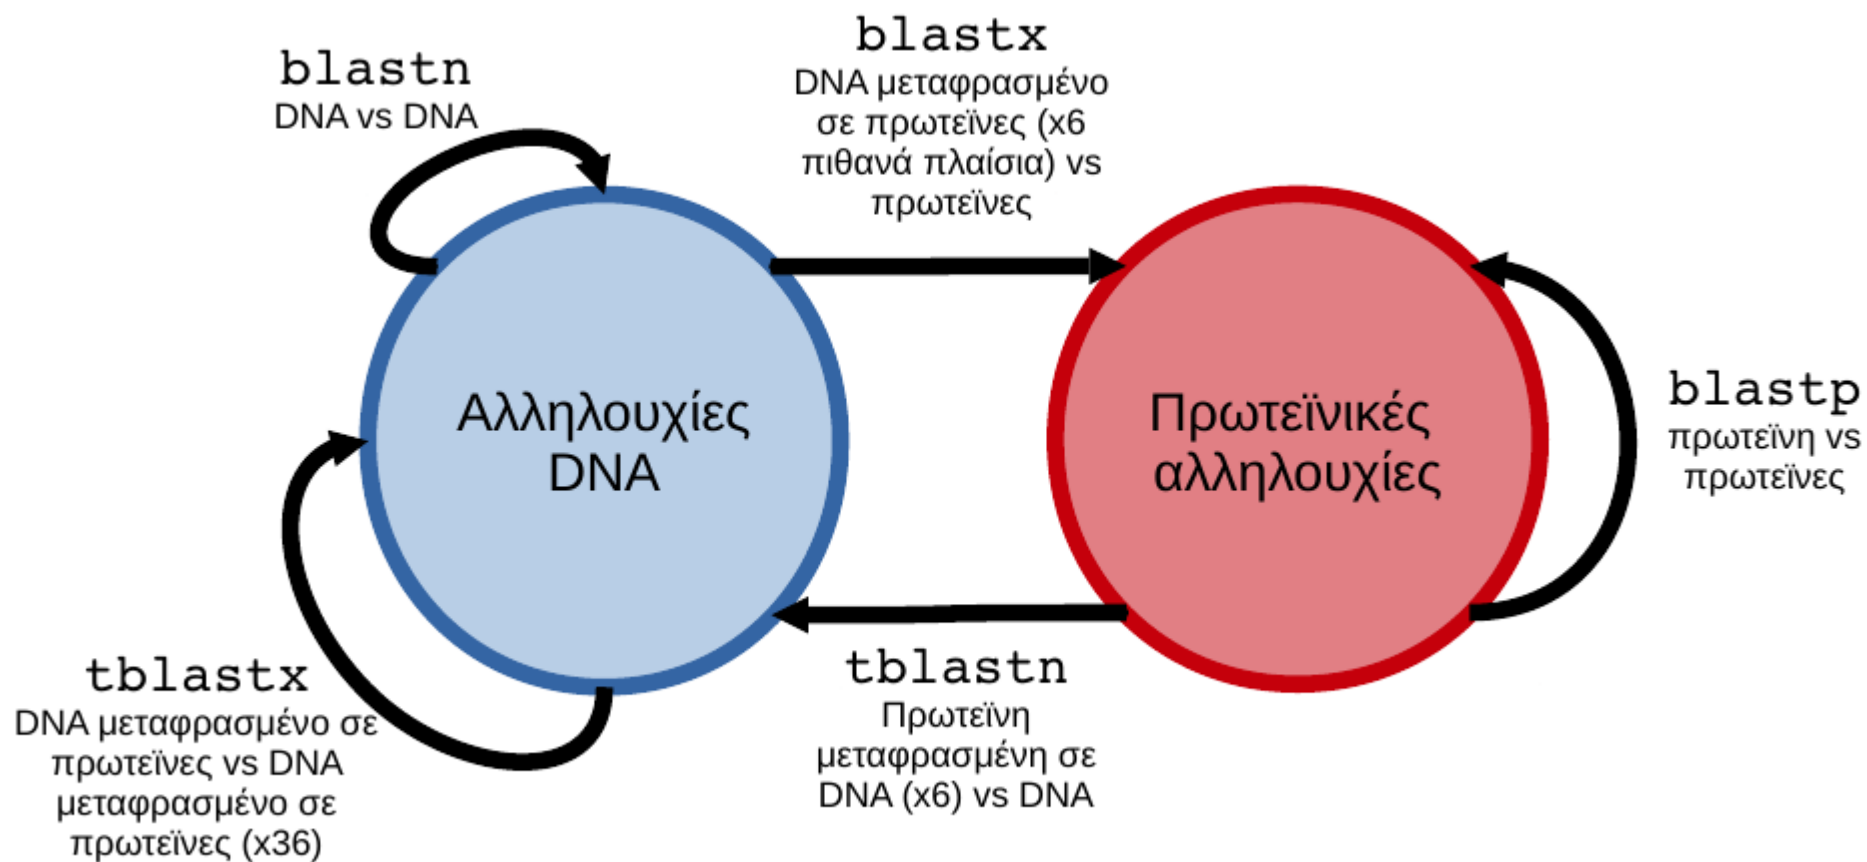 blastn
DNA vs DNA
blastx
DNA μεταφρασμένο
σε πρωτεΐνες (x6
πιθανά πλαίσια) vs
πρωτεΐνες
Αλληλουχίες
DNA
Πρωτεϊνικές
αλληλουχίες
blastp
πρωτεΐνη vs
πρωτεΐνες
tblastx
DNA μεταφρασμένο σε
πρωτεΐνες vs DNA
μεταφρασμένο σε
πρωτεΐνες (x36)
tblastn
Πρωτεΐνη
μεταφρασμένη σε
DNA (x6) vs DNA